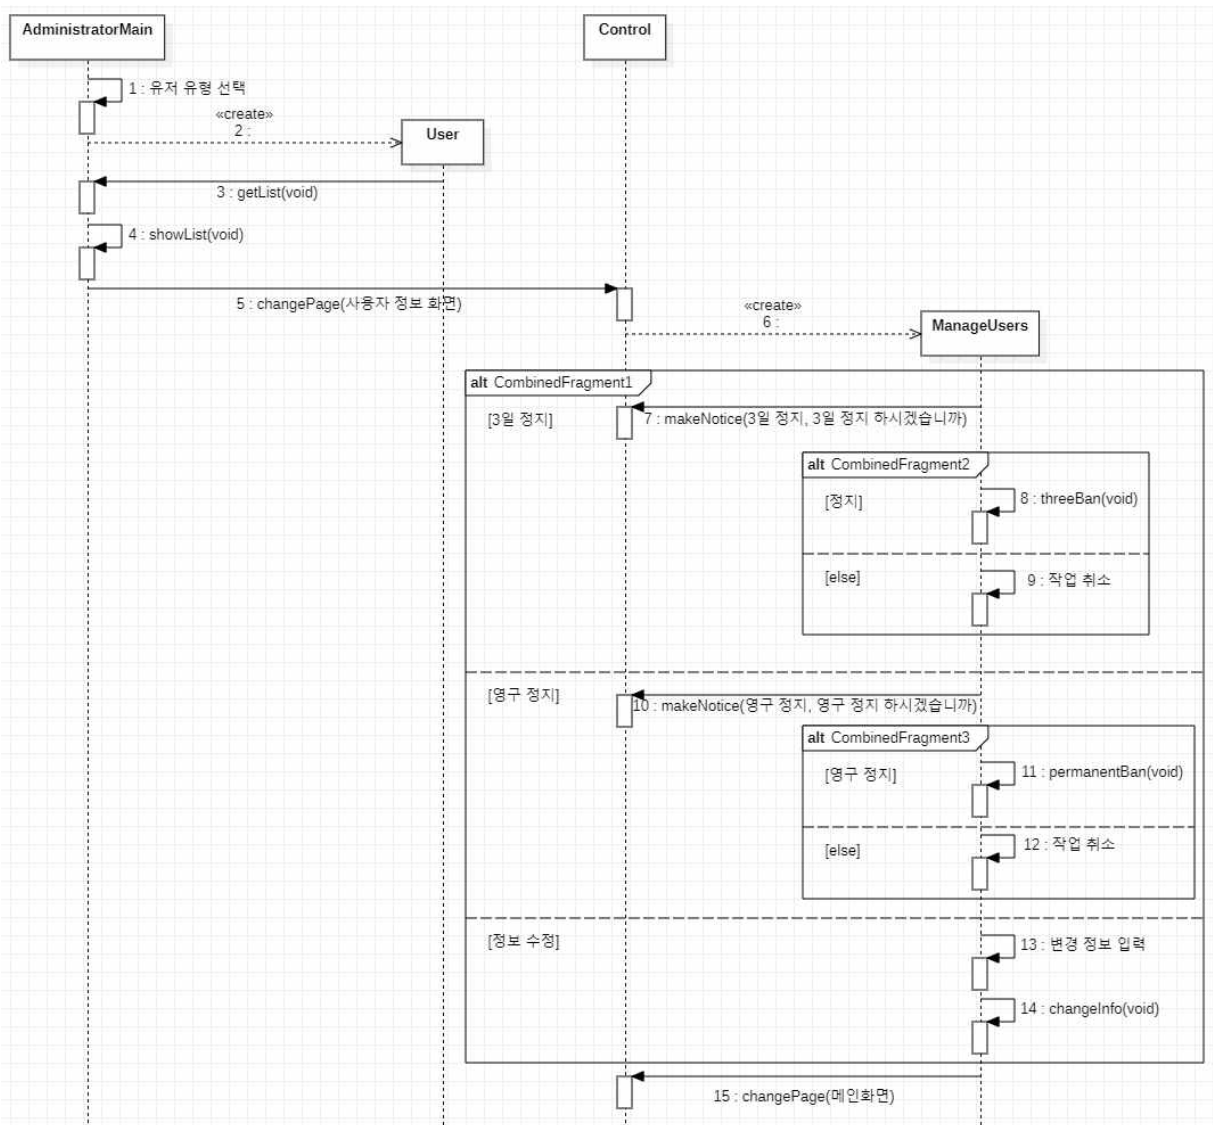 AdministratorMain
Control
1 : 유저 유형 선택
«create»
2 :
User
3 : getList(void)
4 : showList(void)
5 : changePage(사용자 정보 화면)
«create»
6 :
ManageUsers
alt CombinedFragment1
[3일 정지]
7 : makeNotice(3일 정지, 3일 정지 하시겠습니까)
alt CombinedFragment2
[정지]
8 : threeBan(void)
[else]
9 : 작업 취소
[영구 정지]
10 : makeNotice(영구 정지, 영구 정지 하시겠습니까)
alt CombinedFragment3
[영구 정지]
11 : permanentBan(void)
[else]
12 : 작업 취소
[정보 수정]
13 : 변경 정보 입력
14 : changeInfo(void)
15 : changePage(메인화면)